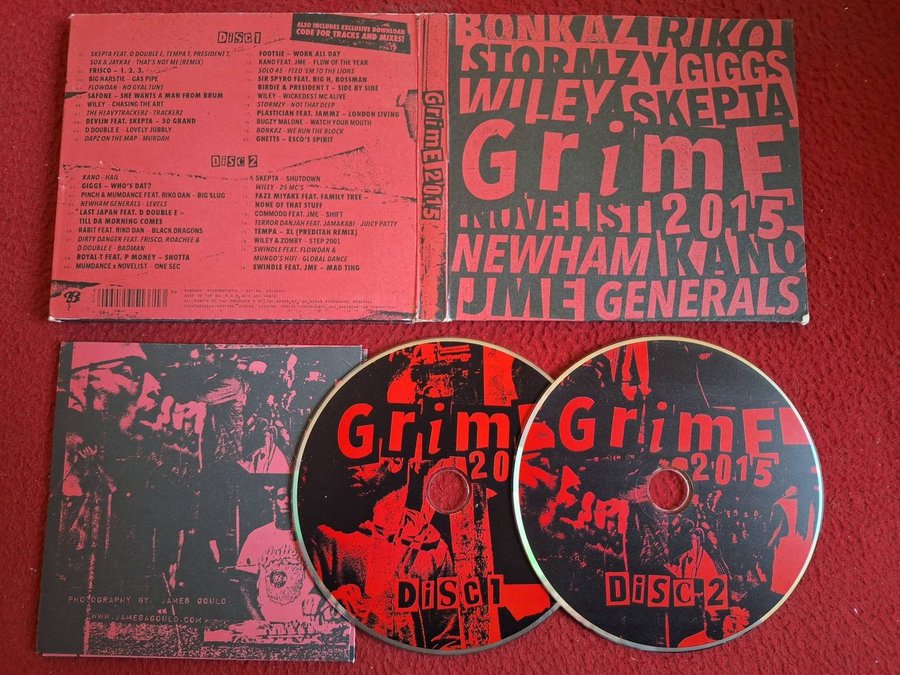 DiSC 1
ALSO INCLUDES EXCLUSIVE DOWNLOAD
CODE FOR TRACKS AND MIXES!
SKEPTA FEAT. D DOUBLE E, TEMPA T, PRESIDENT T,
SOX & JAYKAE - THAT'S NOT ME (REMIX)
FRISCO – 1, 2, 3.
BIG NARSTIE - GAS PIPE
FLOWDAN - NO GYAL TUNE
SAFONE – SHE WANTS A MAN FROM BRUM
WILEY - CHASING THE ART
THE HEAVYTRACKERZ - TRACKERZ
DEVLIN FEAT. SKEPTA – 50 GRAND
D DOUBLE E - LOVELY JUBBLY
DAPZ ON THE MAP - MURDAH
FOOTSIE – WORK ALL DAY
KANO FEAT. JME - FLOW OF THE YEAR
SOLO 45 - FEED 'EM TO THE LIONS
SIR SPYRO FEAT. BIG H, BOSSMAN
BIRDIE & PRESIDENT T – SIDE BY SIDE
WILEY - WICKEDEST MC ALIVE
STORMZY - NOT THAT DEEP
PLASTICIAN FEAT. JAMMZ – LONDON LIVING
BUGZY MALONE - WATCH YOUR MOUTH
BONKAZ - WE RUN THE BLOCK
GHETTS – ESCO'S SPIRIT
DiSC 2
KANO - HAIL
GIGGS – WHO'S DAT?
PINCH & MUMDANCE FEAT. RIKO DAN - BIG SLUG
NEWHAM GENERALS - LEVELS
LAST JAPAN FEAT. D DOUBLE E –
TILL DA MORNING COMES
RABIT FEAT. RIKO DAN - BLACK DRAGONS
DIRTY DANGER FEAT. FRISCO, ROACHEE &
D DOUBLE E - BADMAN
ROYAL-T FEAT. P MONEY – SHOTTA
MUMDANCE x NOVELIST - ONE SEC
SKEPTA - SHUTDOWN
WILEY - 25 MC'S
FAZE MIYAKE FEAT. FAMILY TREE –
NONE OF THAT STUFF
COMMODO FEAT. JME - SHIFT
TERROR DANJAH FEAT. JAMAKABI - JUICY PATTY
TEMPA – XL (PREDITAH REMIX)
WILEY & ZOMBY - STEP 2001
SWINDLE FEAT. FLOWDAN &
MUNGO'S HIFI - GLOBAL DANCE
SWINDLE FEAT. JME – MAD TING
GrimE 2015
BONKAZ RIKO
STORMZY GIGGS
WILEY SKEPTA
GrimE
NOVELIST 2015
NEWHAM KANO
JME GENERALS
PHOTOGRAPHY BY: JAMES GOULD
WWW.JAMESAGOULD.COM
GrimE
20
DiSC 1
GrimE
2015
DiSC 2